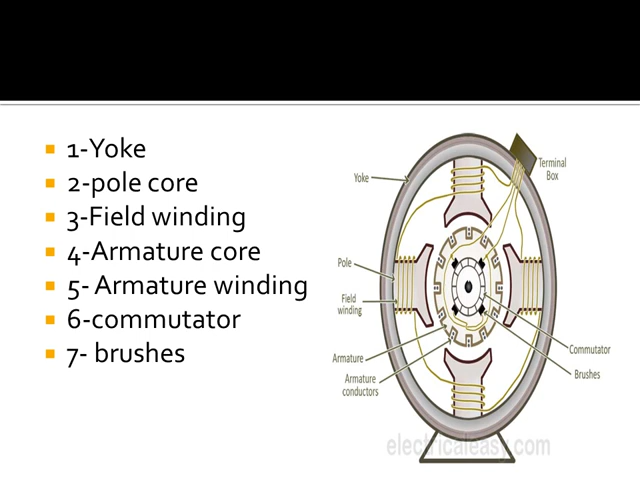 1-Yoke
2-pole core
3-Field winding
4-Armature core
5- Armature winding
6-commutator
7- brushes
Terminal
Box
Yoke
Pole
Field
winding
Armature
Armature
conductors
Commutator
Brushes
electricaleasy.com